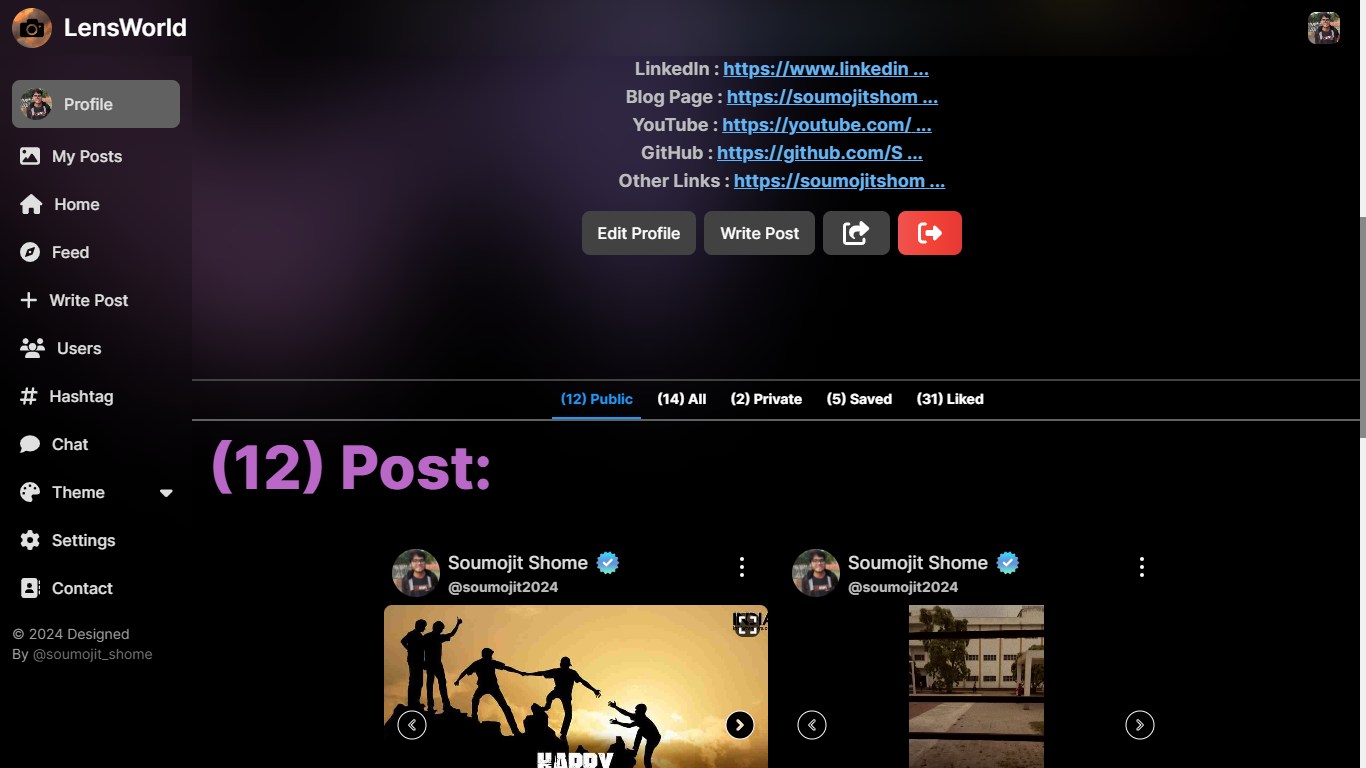 LensWorld
LinkedIn : https://www.linkedin ...
Blog Page : https://soumojitshom ...
YouTube : https://youtube.com/ ...
GitHub : https://github.com/S ...
Other Links : https://soumojitshom ...
Edit Profile
Write Post
Profile
My Posts
Home
Feed
Write Post
Users
Hashtag
Chat
Theme
Settings
Contact
© 2024 Designed
By @soumojit_shome
(12) Public
(14) All
(2) Private
(5) Saved
(31) Liked
(12) Post:
Soumojit Shome
@soumojit2024
HAPPY
Soumojit Shome
@soumojit2024